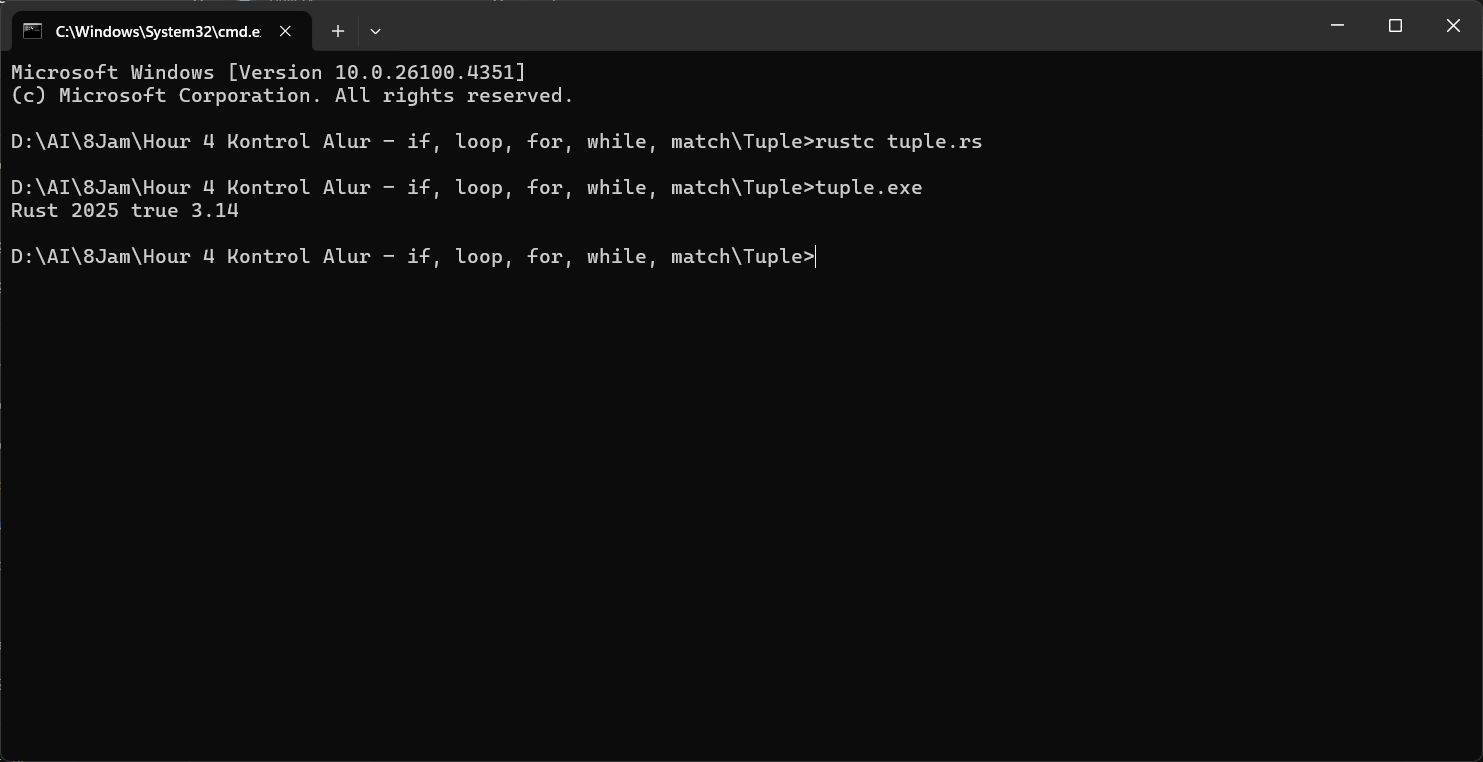 C:\Windows\System32\cmd.e
Microsoft Windows [Version 10.0.26100.4351]
(c) Microsoft Corporation. All rights reserved.
D:\AI\8Jam\Hour 4 Kontrol Alur – if, loop, for, while, match\Tuple>rustc tuple.rs
D:\AI\8Jam\Hour 4 Kontrol Alur – if, loop, for, while, match\Tuple>tuple.exe
Rust 2025 true 3.14
D:\AI\8Jam\Hour 4 Kontrol Alur – if, loop, for, while, match\Tuple>